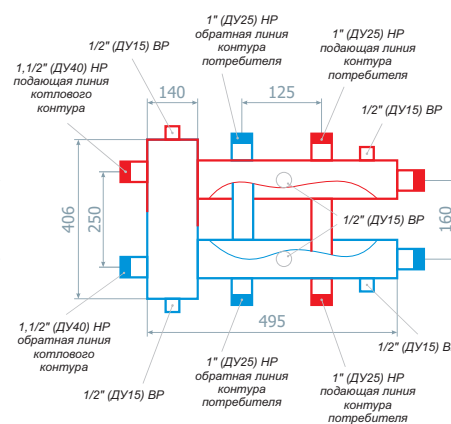 1" (ДУ25) НР
обратная линия
контура
потребителя
1" (ДУ25) НР
подающая линия
контура
потребителя
1/2" (ДУ15) ВР
1,1/2" (ДУ40) НР
подающая линия
котлового
контура
140
125
1/2" (ДУ15) ВР
406
250
1/2" (ДУ15) ВР
160
495
1,1/2" (ДУ40) НР
обратная линия
котлового
контура
1/2" (ДУ15) ВР
1" (ДУ25) НР
обратная линия
контура
потребителя
1" (ДУ25) НР
подающая линия
контура
потребителя
1/2" (ДУ15) В